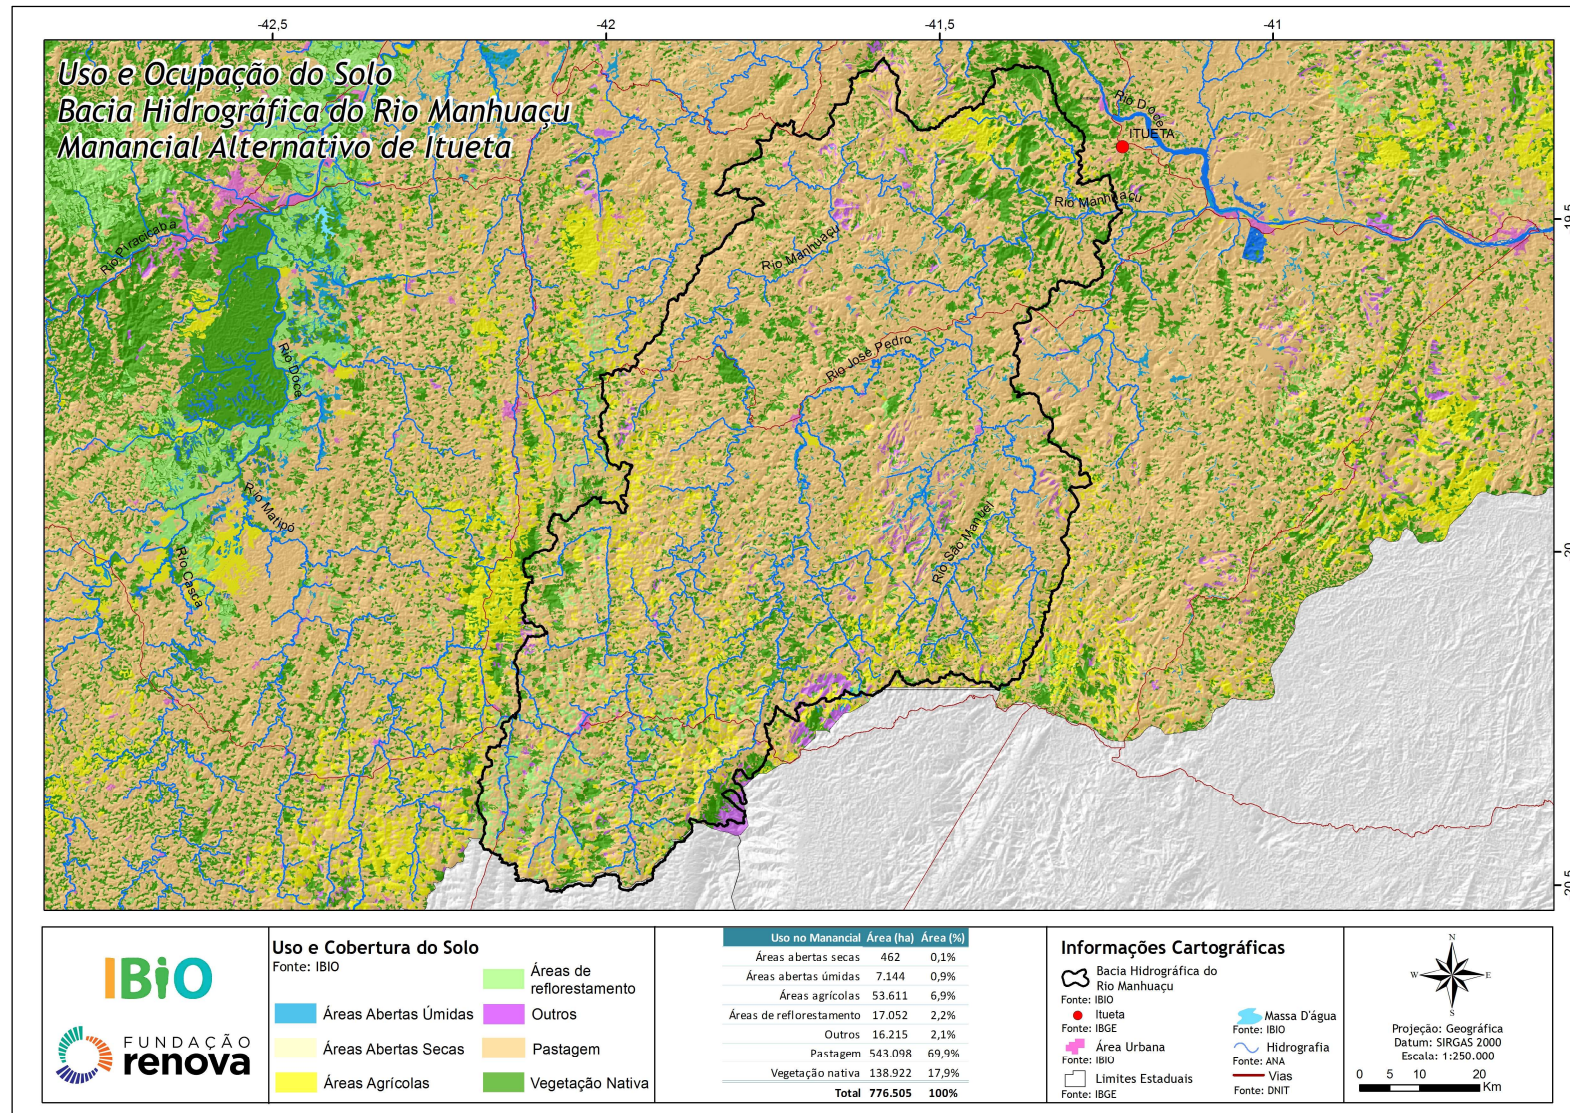 -42,5
-42
-41,5
-41
Uso e Ocupação do Solo
Bacia Hidrográfica do Rio Manhuaçu
Manancial Alternativo de Itueta
Rio Doce
ITUETA
Rio Manhuaçu
Rio Piracicaba
Rio Manhuaçu
Rio José Pedro
Rio Doce
Rio Matipó
Rio Casca
Rio São Manuel
-20
-20,5
IBiO
FUNDAÇÃO
renova
Uso e Cobertura do Solo
Fonte: IBIO
Áreas Abertas Úmidas
Áreas Abertas Secas
Áreas Agrícolas
Áreas de
reflorestamento
Outros
Pastagem
Vegetação Nativa
Uso no Manancial Área (ha) Área (%)
Áreas abertas secas 462 0,1%
Áreas abertas úmidas 7.144 0,9%
Áreas agrícolas 53.611 6,9%
Áreas de reflorestamento 17.052 2,2%
Outros 16.215 2,1%
Pastagem 543.098 69,9%
Vegetação nativa 138.922 17,9%
Total 776.505 100%
Informações Cartográficas
Bacia Hidrográfica do
Rio Manhuaçu
Fonte: IBIO
Itueta
Fonte: IBGE
Área Urbana
Fonte: IBIO
Limites Estaduais
Fonte: IBGE
Massa D'água
Fonte: IBIO
Hidrografia
Fonte: ANA
Vias
Fonte: DNIT
N
W E
S
Projeção: Geográfica
Datum: SIRGAS 2000
Escala: 1:250.000
0 5 10 20
Km